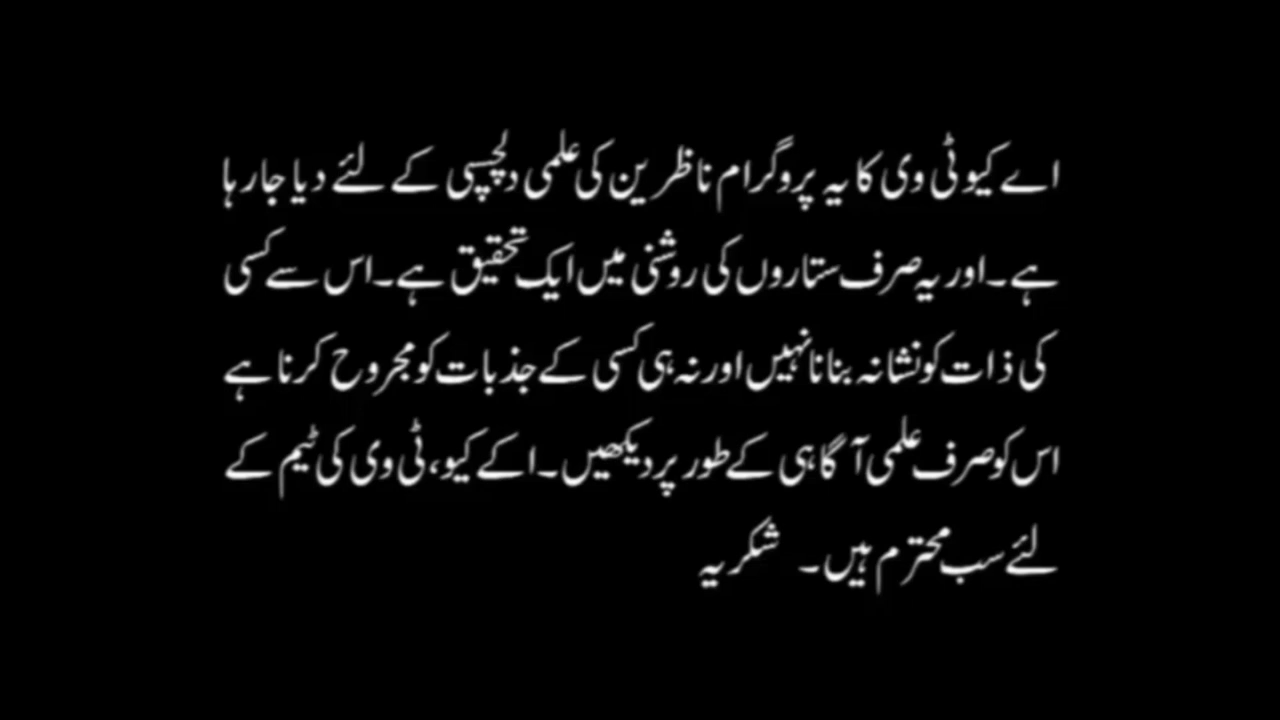 اے کیو ٹی وی کا یہ پروگرام ناظرین کی علمی دلچسپی کے لئے دیا جارہا
ہے۔ اور یہ صرف ستاروں کی روشنی میں ایک تحقیق ہے۔ اس سے کسی
کی ذات کو نشانہ بنانا نہیں اور نہ ہی کسی کے جذبات کو مجروح کرنا ہے
اس کو صرف علمی آگاہی کے طور پر دیکھیں۔ اکے کیو، ٹی وی کی ٹیم کے
لئے سب محترم ہیں۔ شکریہ